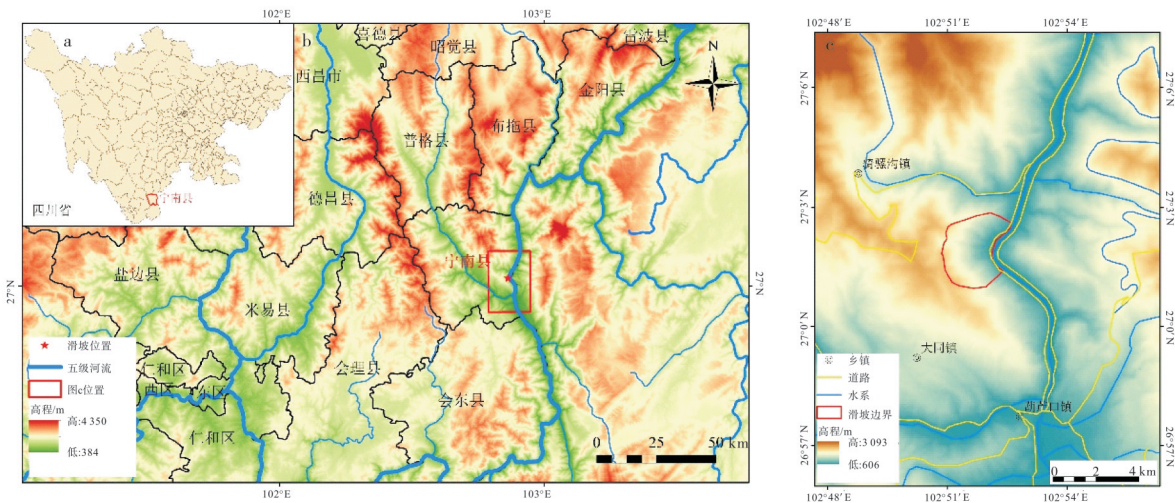 102°E
103°E
a
四川省
宁南县
b
喜德县
昭觉县
雷波县
N
西昌市
金阳县
普格县
布拖县
德昌县
宁南县
盐边县
27°N
27°N
米易县
会理县
会东县
仁和区
西区
东区
仁和区
滑坡位置
五级河流
图c位置
高程/m
高:4 350
低:384
0 25 50 km
102°E
103°E
102°48′E
102°51′E
102°54′E
c
27°6′N
27°6′N
骑骡沟镇
27°3′N
27°3′N
27°0′N
27°0′N
大同镇
葫芦口镇
26°57′N
26°57′N
乡镇
道路
水系
滑坡边界
高程/m
高:3 093
低:606
0 2 4 km
102°48′E
102°51′E
102°54′E